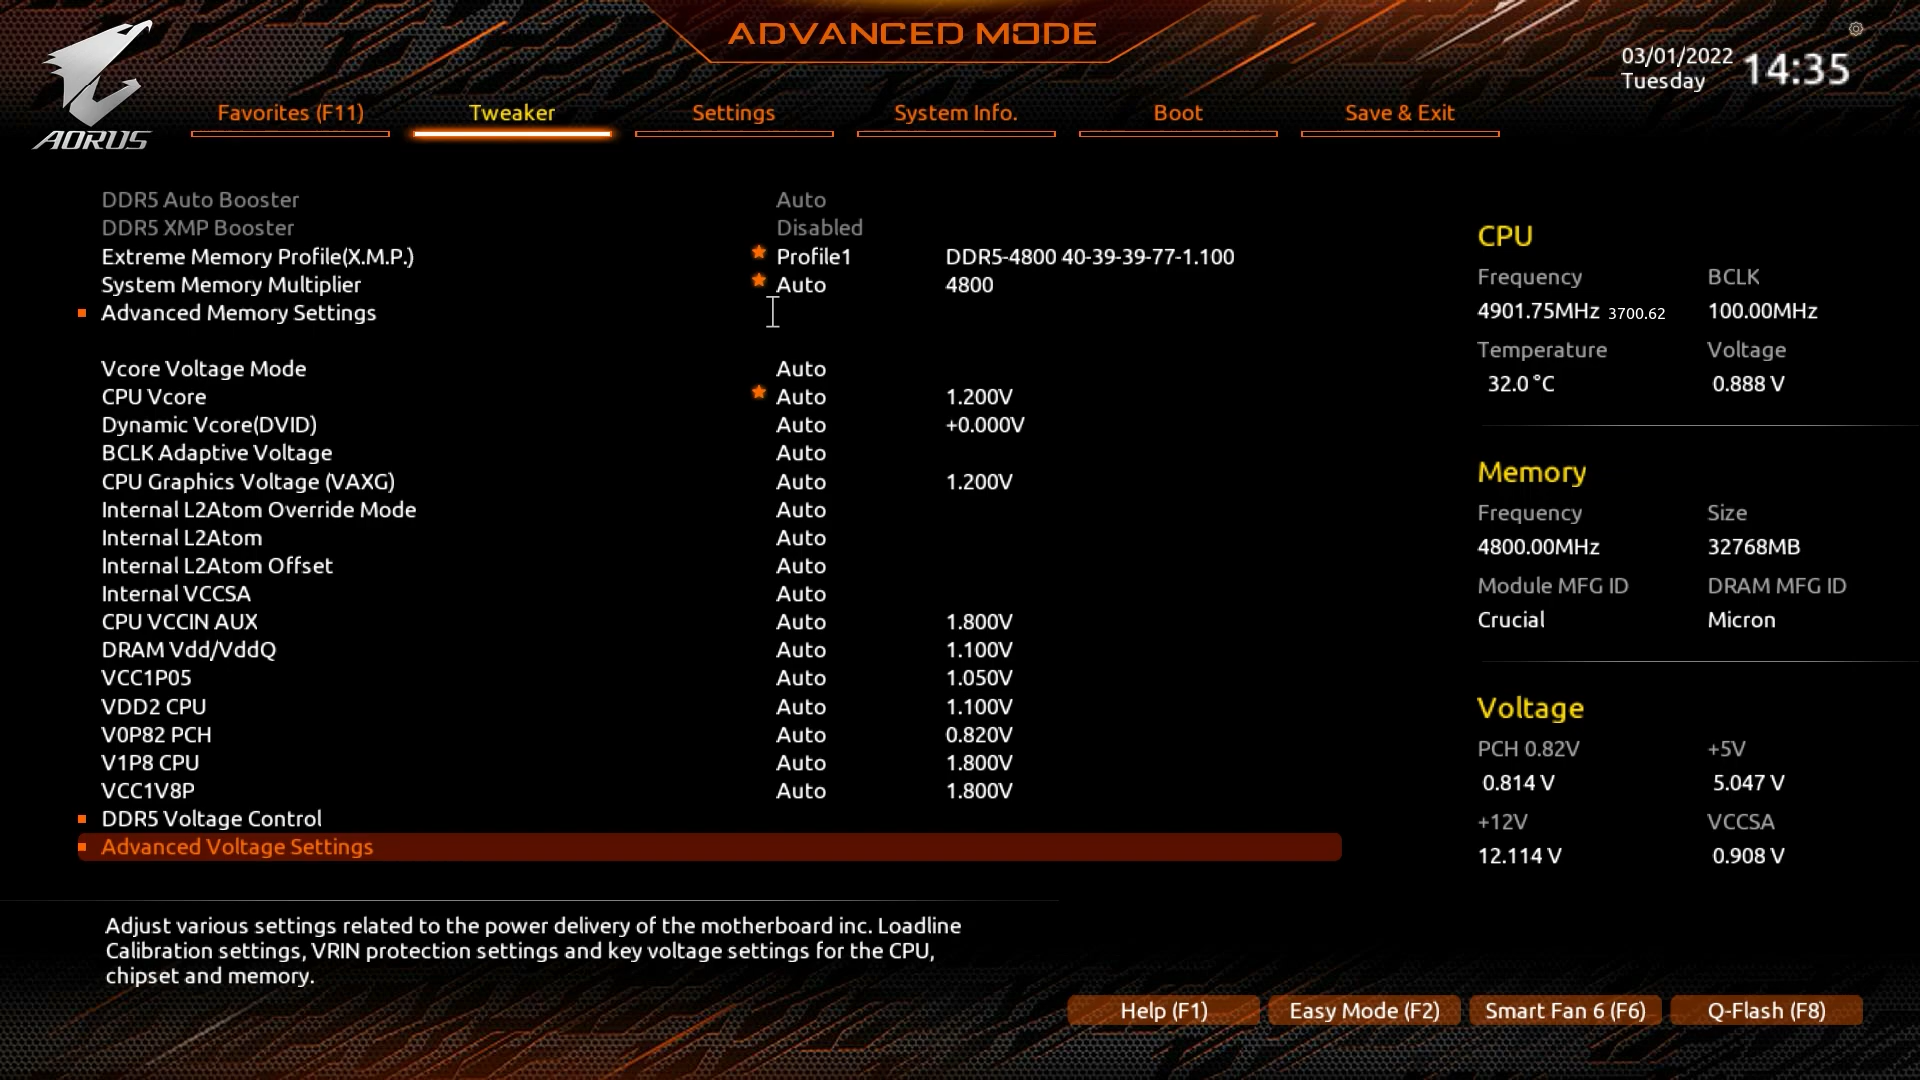 ADVANCED MODE
03/01/2022
Tuesday
14:35
AORUS
Favorites (F11) Tweaker Settings System Info. Boot Save & Exit
DDR5 Auto Booster Auto
DDR5 XMP Booster Disabled
Extreme Memory Profile(X.M.P.) Profile1 DDR5-4800 40-39-39-77-1.100
System Memory Multiplier Auto 4800
Advanced Memory Settings
Vcore Voltage Mode Auto
CPU Vcore Auto 1.200V
Dynamic Vcore(DVID) Auto +0.000V
BCLK Adaptive Voltage Auto
CPU Graphics Voltage (VAXG) Auto 1.200V
Internal L2Atom Override Mode Auto
Internal L2Atom Auto
Internal L2Atom Offset Auto
Internal VCCSA Auto
CPU VCCIN AUX Auto 1.800V
DRAM Vdd/VddQ Auto 1.100V
VCC1P05 Auto 1.050V
VDD2 CPU Auto 1.100V
V0P82 PCH Auto 0.820V
V1P8 CPU Auto 1.800V
VCC1V8P Auto 1.800V
DDR5 Voltage Control
Advanced Voltage Settings
CPU
Frequency BCLK
4901.75MHz 3700.62 100.00MHz
Temperature Voltage
32.0 °C 0.888 V
Memory
Frequency Size
4800.00MHz 32768MB
Module MFG ID DRAM MFG ID
Crucial Micron
Voltage
PCH 0.82V +5V
0.814 V 5.047 V
+12V VCCSA
12.114 V 0.908 V
Adjust various settings related to the power delivery of the motherboard inc. Loadline
Calibration settings, VRIN protection settings and key voltage settings for the CPU,
chipset and memory.
Help (F1) Easy Mode (F2) Smart Fan 6 (F6) Q-Flash (F8)